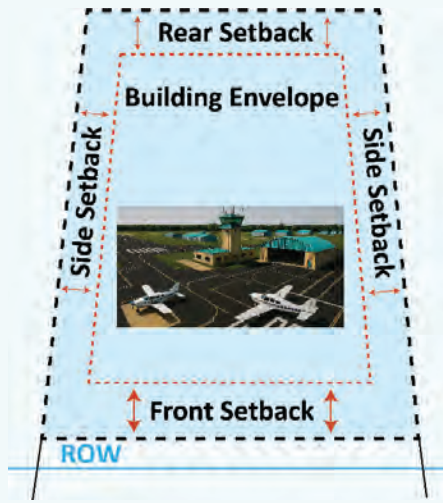 Rear Setback
Building Envelope
Side Setback
Side Setback
Front Setback
ROW